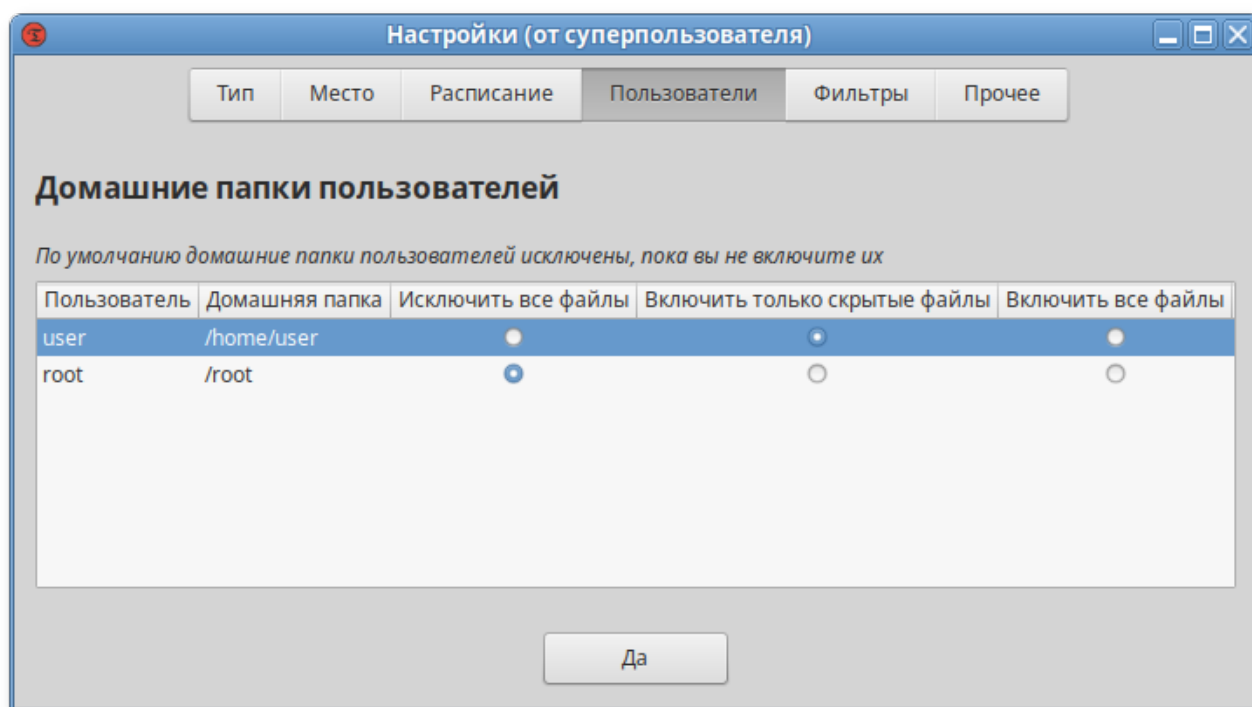 Настройки (от суперпользователя)
Тип Место Расписание Пользователи Фильтры Прочее
Домашние папки пользователей
По умолчанию домашние папки пользователей исключены, пока вы не включите их
Пользователь Домашняя папка Исключить все файлы Включить только скрытые файлы Включить все файлы
user /home/user
root /root
Да